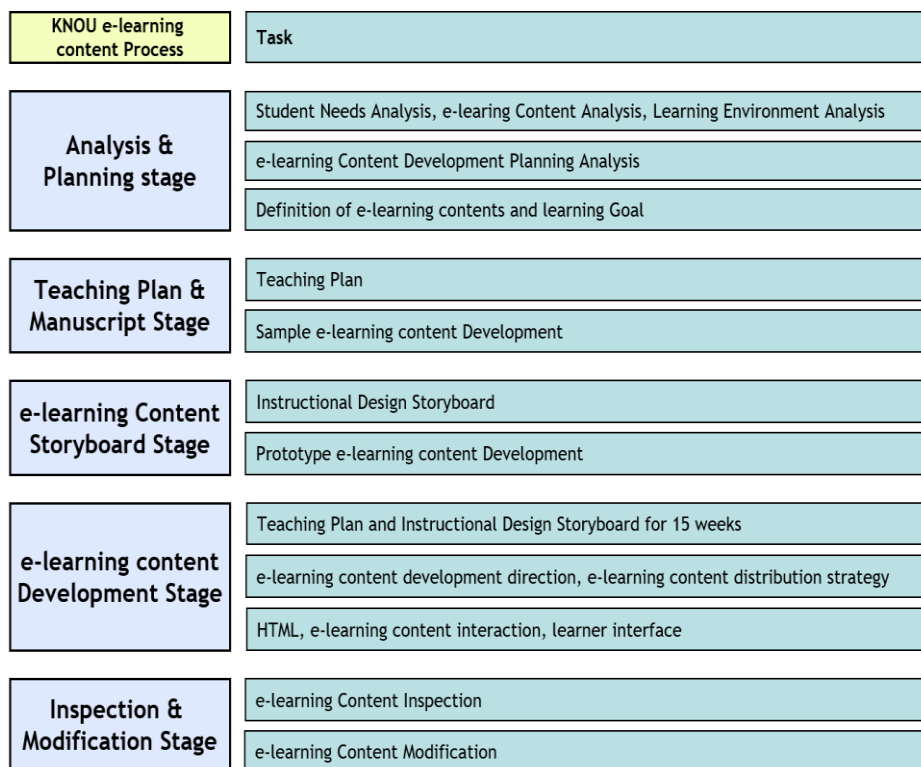 KNOU e-learning
content Process
Task
Analysis &
Planning stage
Student Needs Analysis, e-learing Content Analysis, Learning Environment Analysis
e-learning Content Development Planning Analysis
Definition of e-learning contents and learning Goal
Teaching Plan &
Manuscript Stage
Teaching Plan
Sample e-learning content Development
e-learning Content
Storyboard Stage
Instructional Design Storyboard
Prototype e-learning content Development
e-learning content
Development Stage
Teaching Plan and Instructional Design Storyboard for 15 weeks
e-learning content development direction, e-learning content distribution strategy
HTML, e-learning content interaction, learner interface
Inspection &
Modification Stage
e-learning Content Inspection
e-learning Content Modification